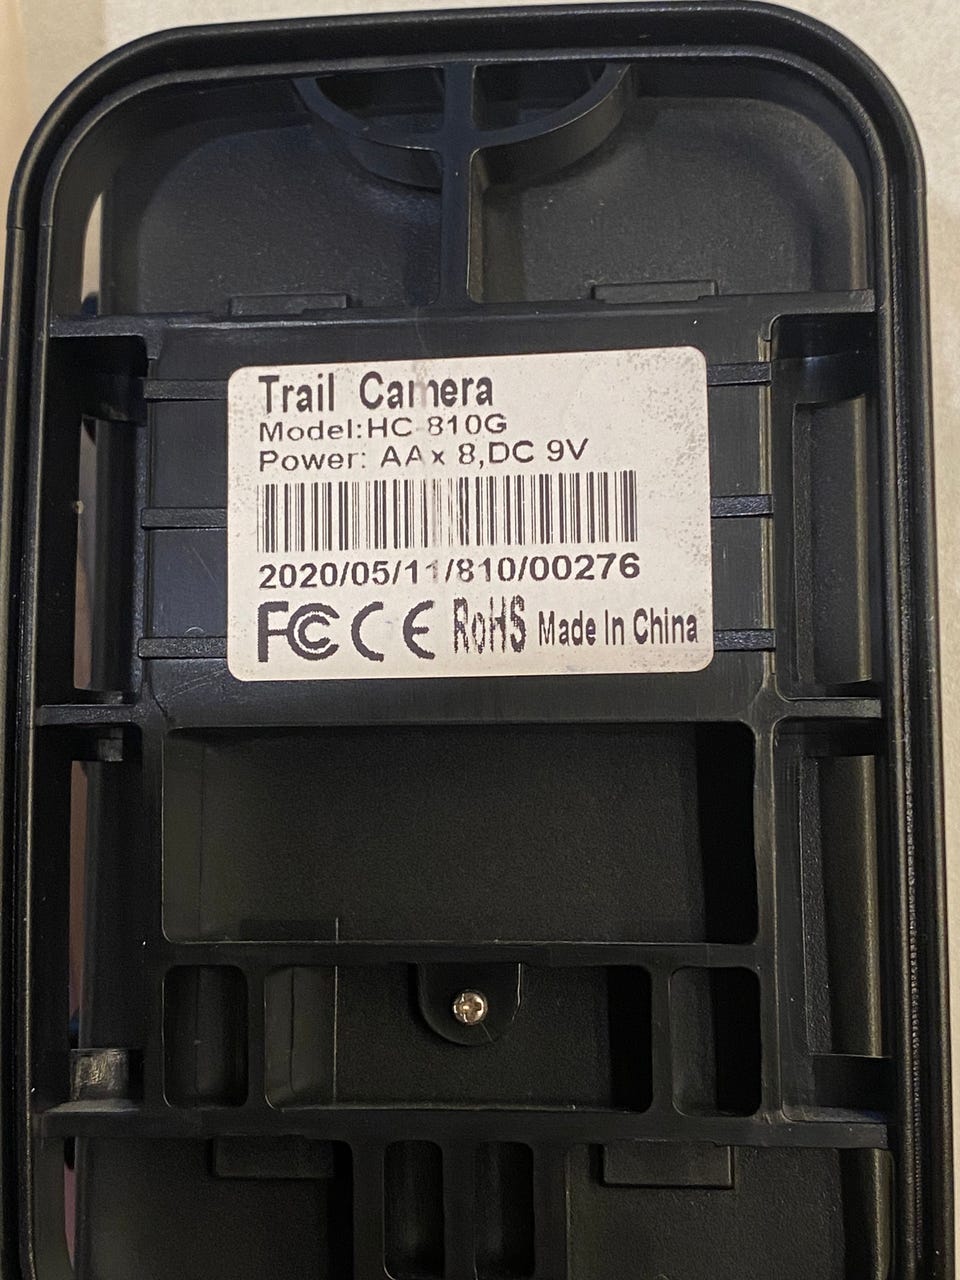 Trail Camera
Model:HC-810G
Power: AAx 8,DC 9V
2020/05/11/810/00276
FC CE RoHS Made In China